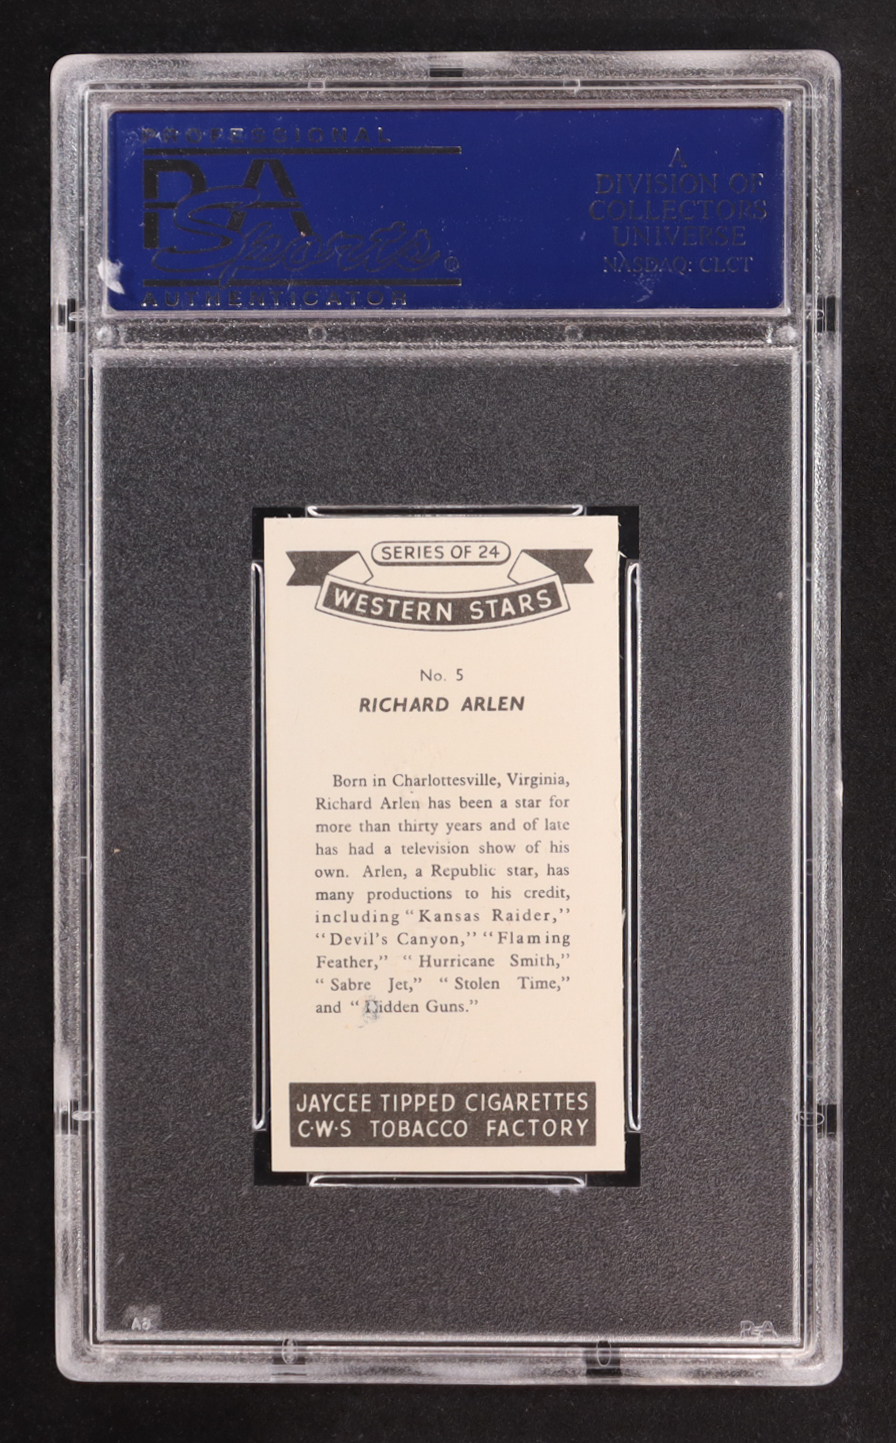 PROFESSIONAL
PSA
Sports®
AUTHENTICATOR
A
DIVISION OF
COLLECTORS
UNIVERSE
NASDAQ: CLCT
SERIES OF 24
WESTERN STARS
No. 5
RICHARD ARLEN
Born in Charlottesville, Virginia,
Richard Arlen has been a star for
more than thirty years and of late
has had a television show of his
own. Arlen, a Republic star, has
many productions to his credit,
including “Kansas Raider,”
“Devil’s Canyon,” “Flaming
Feather,” “Hurricane Smith,”
“Sabre Jet,” “Stolen Time,”
and “Hidden Guns.”
JAYCEE TIPPED CIGARETTES
C·W·S TOBACCO FACTORY
PSA